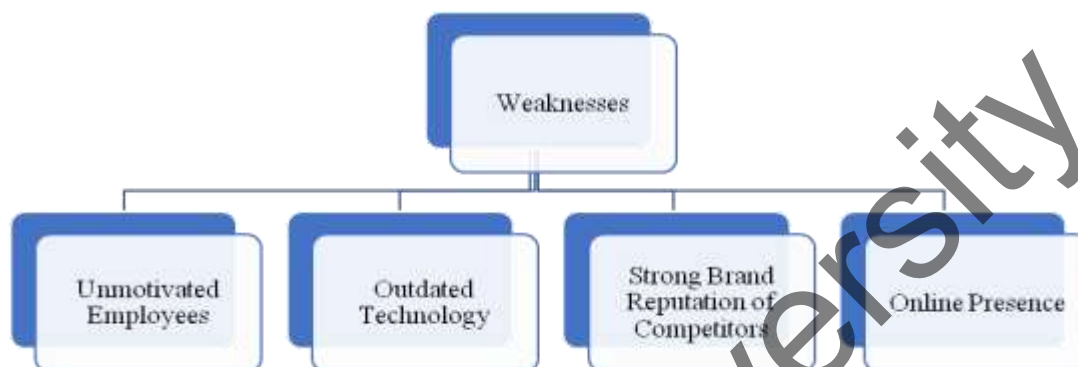 Weaknesses
Unmotivated
Employees
Outdated
Technology
Strong Brand
Reputation of
Competitors
Online Presence